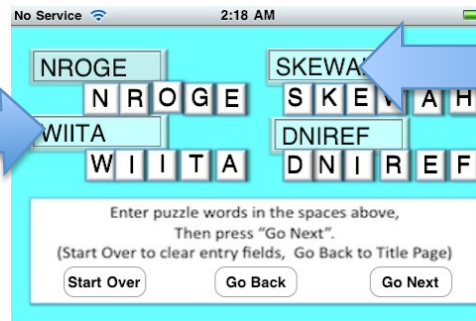 No Service 2:18 AM
NROGE SKEWA
N R O G E S K E W A H
WIITA DNIREF
W I I T A D N I R E F
Enter puzzle words in the spaces above,
Then press “Go Next”.
(Start Over to clear entry fields, Go Back to Title Page)
Start Over Go Back Go Next